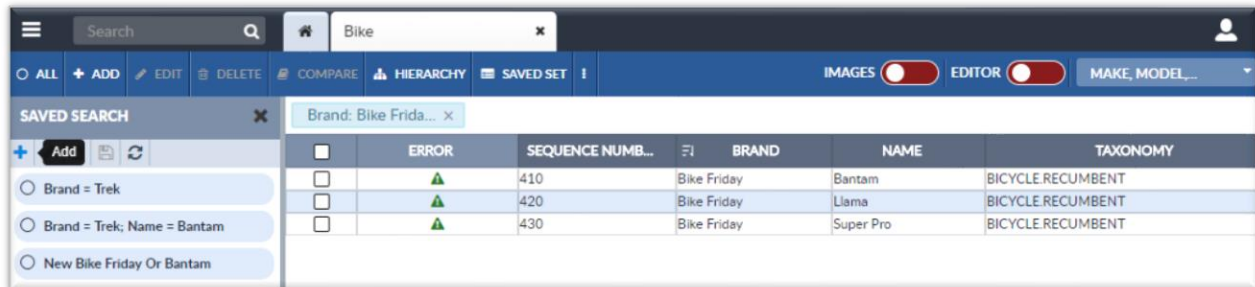 Search
Bike
ALL + ADD EDIT DELETE COMPARE HIERARCHY SAVED SET IMAGES EDITOR MAKE, MODEL,...
SAVED SEARCH
Brand: Bike Frida... ×
Add
ERROR SEQUENCE NUMB... BRAND NAME TAXONOMY
410 Bike Friday Bantam BICYCLE.RECUMBENT
Brand = Trek
420 Bike Friday Llama BICYCLE.RECUMBENT
Brand = Trek; Name = Bantam
430 Bike Friday Super Pro BICYCLE.RECUMBENT
New Bike Friday Or Bantam